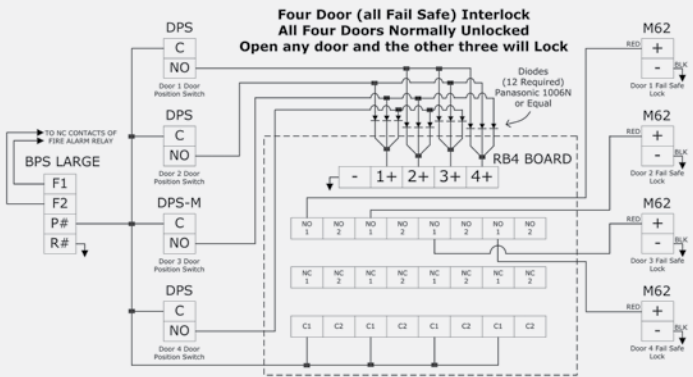 Four Door (all Fail Safe) Interlock
All Four Doors Normally Unlocked
Open any door and the other three will Lock
DPS
C
NO
Door 1 Door
Position Switch
DPS
C
NO
Door 2 Door
Position Switch
DPS-M
C
NO
Door 3 Door
Position Switch
DPS
C
NO
Door 4 Door
Position Switch
TO NC CONTACTS OF
FIRE ALARM RELAY
BPS LARGE
F1
F2
P#
R#
Diodes
(12 Required)
Panasonic 1006N
or Equal
RB4 BOARD
- 1+ 2+ 3+ 4+
NO 1 NO 2 NO 1 NO 2 NO 1 NO 2 NO 1 NO 2
NC 1 NC 2 NC 1 NC 2 NC 1 NC 2 NC 1 NC 2
C1 C2 C1 C2 C1 C2 C1 C2
M62
RED +
- BLK
Door 1 Fail Safe
Lock
M62
RED +
- BLK
Door 2 Fail Safe
Lock
M62
RED +
- BLK
Door 3 Fail Safe
Lock
M62
RED +
- BLK
Door 4 Fail Safe
Lock